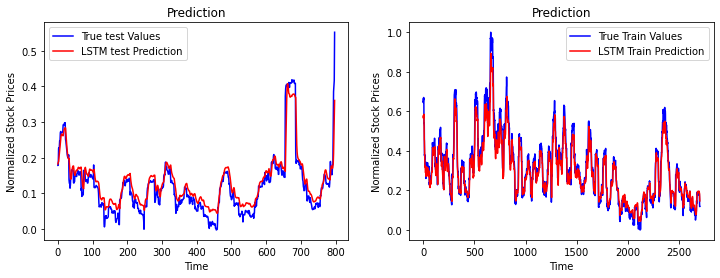 Prediction
Normalized Stock Prices
0.5
0.4
0.3
0.2
0.1
0.0
True test Values
LSTM test Prediction
0 100 200 300 400 500 600 700 800
Time
Prediction
Normalized Stock Prices
1.0
0.8
0.6
0.4
0.2
0.0
True Train Values
LSTM Train Prediction
0 500 1000 1500 2000 2500
Time